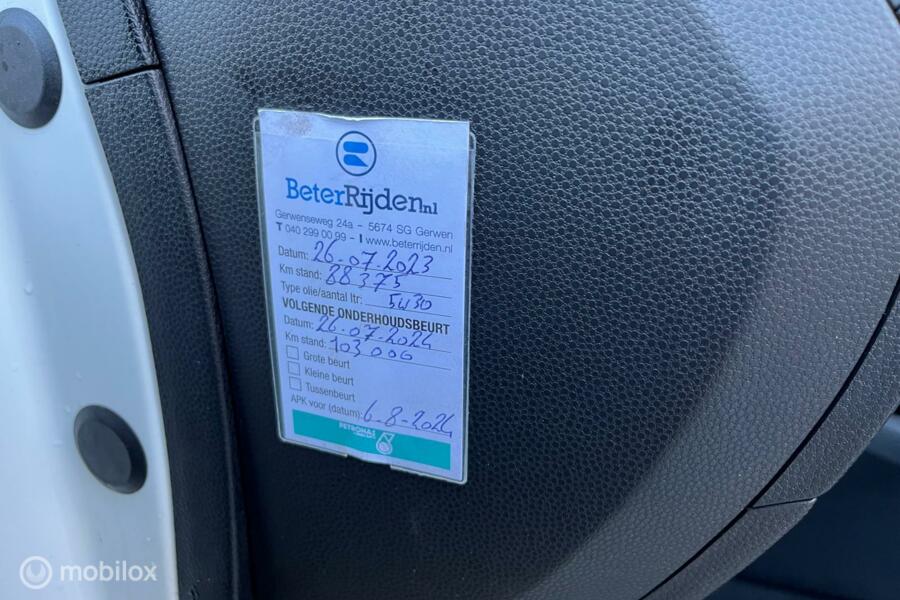 BeterRijden.nl
Gerwenseweg 24a - 5674 SG Gerwen
T 040 299 00 99 - I www.beterrijden.nl
Datum: 26.07.2023
Km stand: 88375
Type olie/aantal ltr: 5W30
VOLGENDE ONDERHOUDSBEURT
Datum: 26.07.2024
Km stand: 103000
Grote beurt
Kleine beurt
Tussenbeurt
APK voor (datum): 6-8-2024
PETRONAS
mobilox